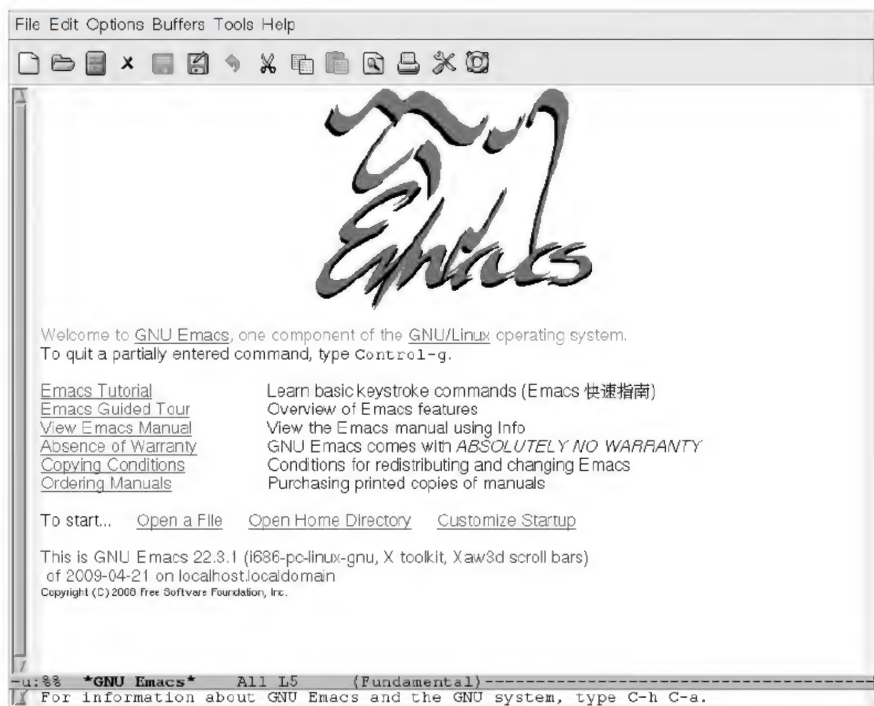 File Edit Options Buffers Tools Help
Emacs
Welcome to GNU Emacs, one component of the GNU/Linux operating system.
To quit a partially entered command, type Control-g.
Emacs Tutorial Learn basic keystroke commands (Emacs 快速指南)
Emacs Guided Tour Overview of Emacs features
View Emacs Manual View the Emacs manual using Info
Absence of Warranty GNU Emacs comes with ABSOLUTELY NO WARRANTY
Copying Conditions Conditions for redistributing and changing Emacs
Ordering Manuals Purchasing printed copies of manuals
To start... Open a File Open Home Directory Customize Startup
This is GNU Emacs 22.3.1 (i686-pc-linux-gnu, X toolkit, Xaw3d scroll bars)
of 2009-04-21 on localhost.localdomain
Copyright (C) 2008 Free Software Foundation, Inc.
-u:%% *GNU Emacs* All L5 (Fundamental)----------------------------------------
For information about GNU Emacs and the GNU system, type C-h C-a.